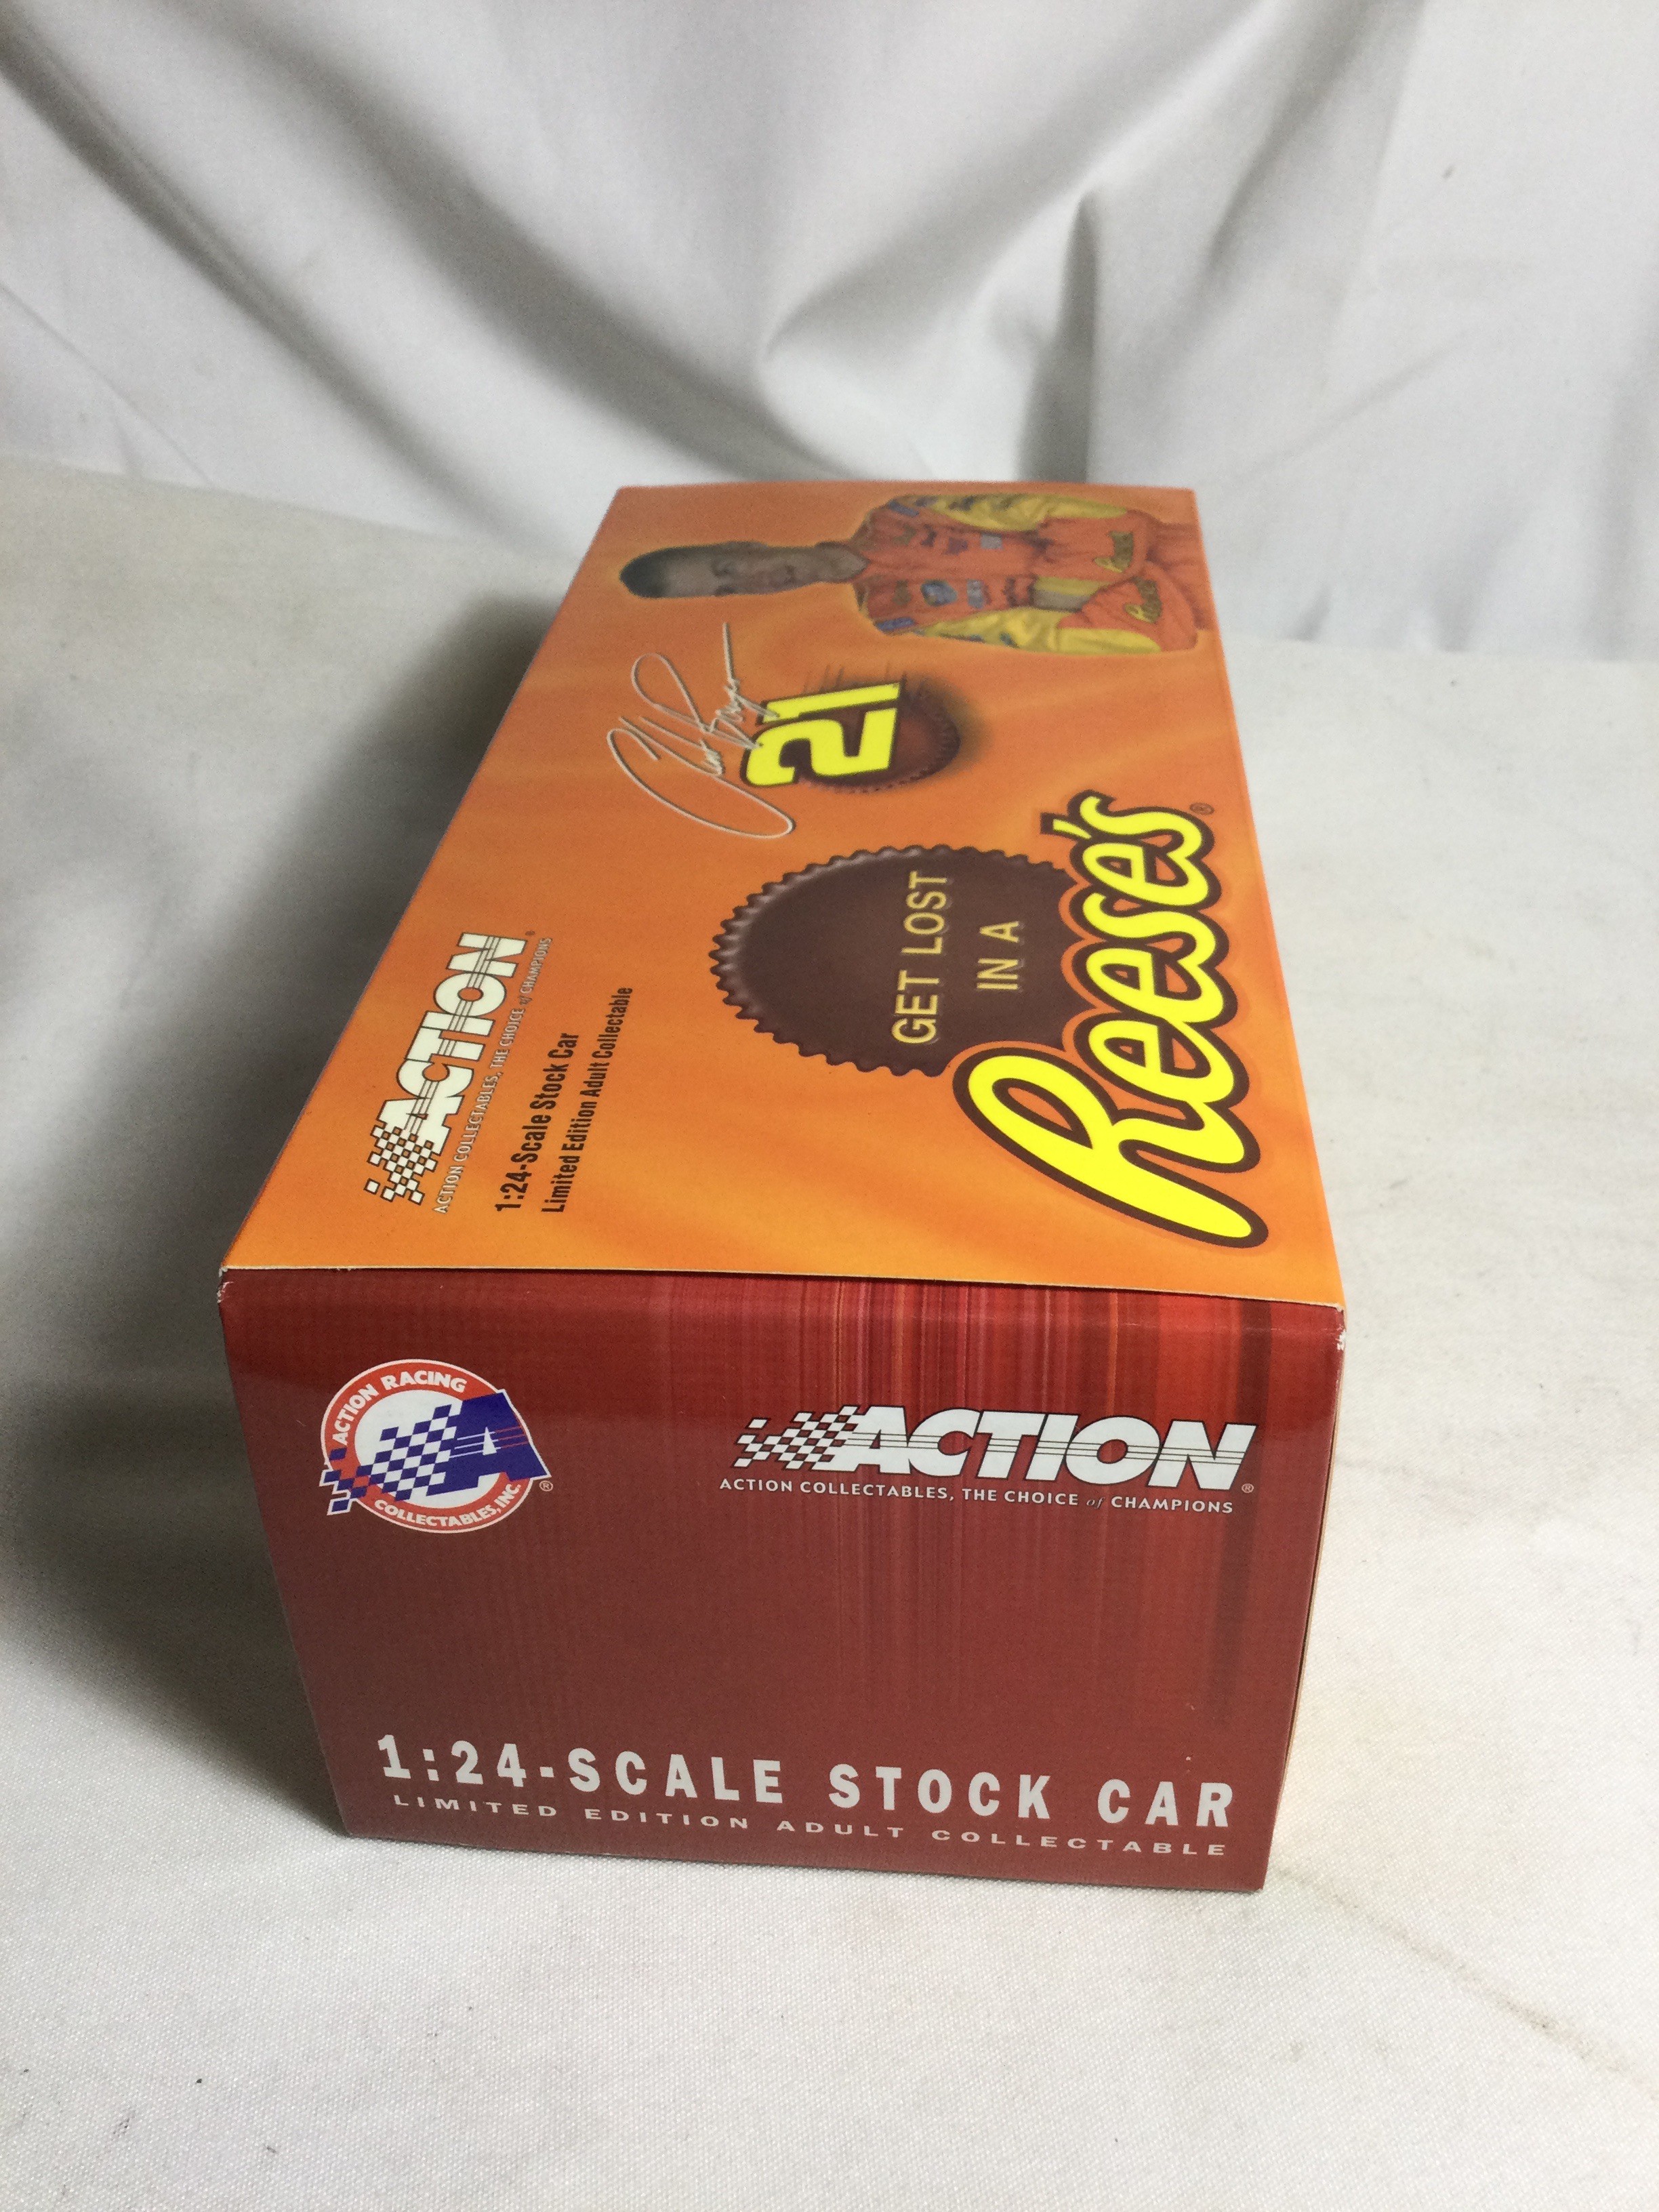 ACTION®
ACTION COLLECTABLES, THE CHOICE of CHAMPIONS
1:24-Scale Stock Car
Limited Edition Adult Collectable
21
GET LOST
IN A
Reese's®
ACTION RACING
COLLECTABLES, INC.
A®
ACTION®
ACTION COLLECTABLES, THE CHOICE of CHAMPIONS
1:24-SCALE STOCK CAR
LIMITED EDITION ADULT COLLECTABLE